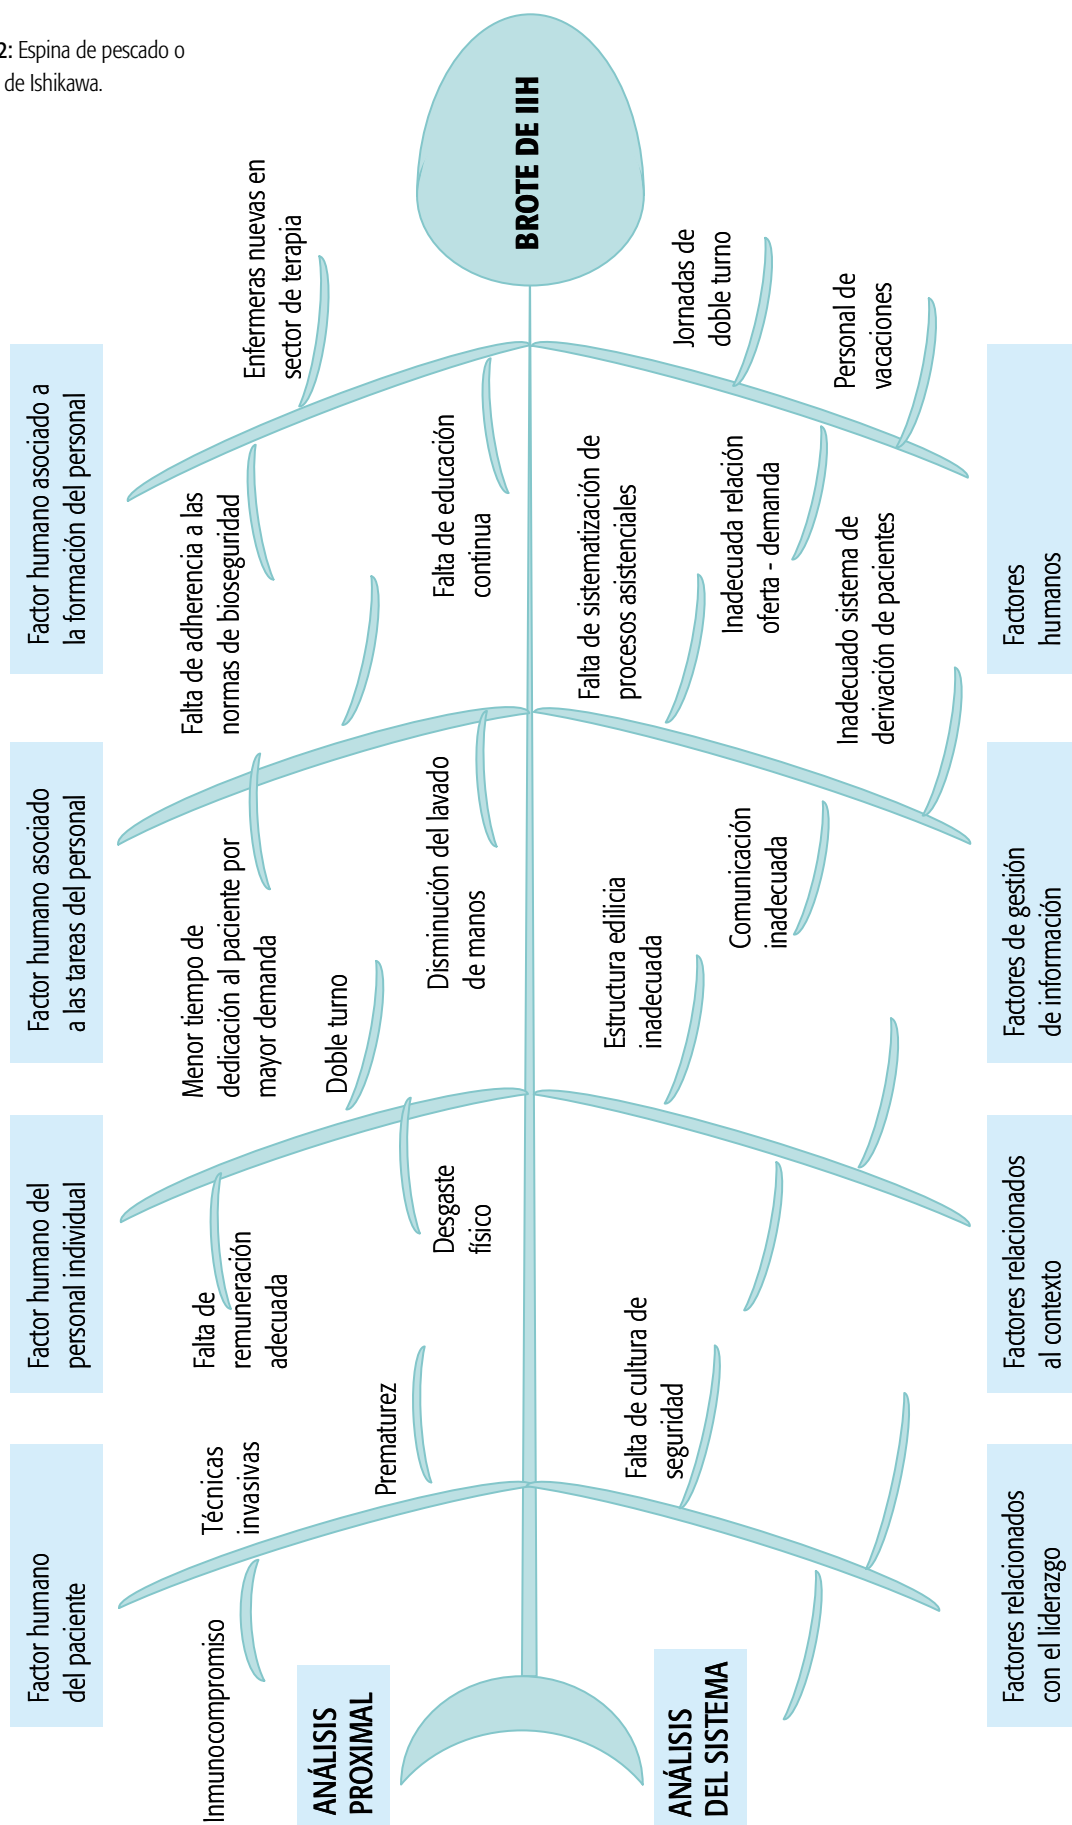 2: Espina de pescado o
de Ishikawa.
Factor humano
del paciente
Factor humano del
personal individual
Factor humano asociado
a las tareas del personal
Factor humano asociado a
la formación del personal
Inmunocompromiso
Técnicas
invasivas
Prematurez
Falta de
remuneración
adecuada
Desgaste
físico
Doble turno
Menor tiempo de
dedicación al paciente por
mayor demanda
Disminución del lavado
de manos
Falta de adherencia a las
normas de bioseguridad
Falta de educación
continua
Enfermeras nuevas en
sector de terapia
ANÁLISIS
PROXIMAL
BROTE DE IIH
ANÁLISIS
DEL SISTEMA
Falta de cultura de
seguridad
Estructura edilicia
inadecuada
Comunicación
inadecuada
Falta de sistematización de
procesos asistenciales
Inadecuada relación
oferta - demanda
Inadecuado sistema de
derivación de pacientes
Jornadas de
doble turno
Personal de
vacaciones
Factores relacionados
con el liderazgo
Factores relacionados
al contexto
Factores de gestión
de información
Factores
humanos